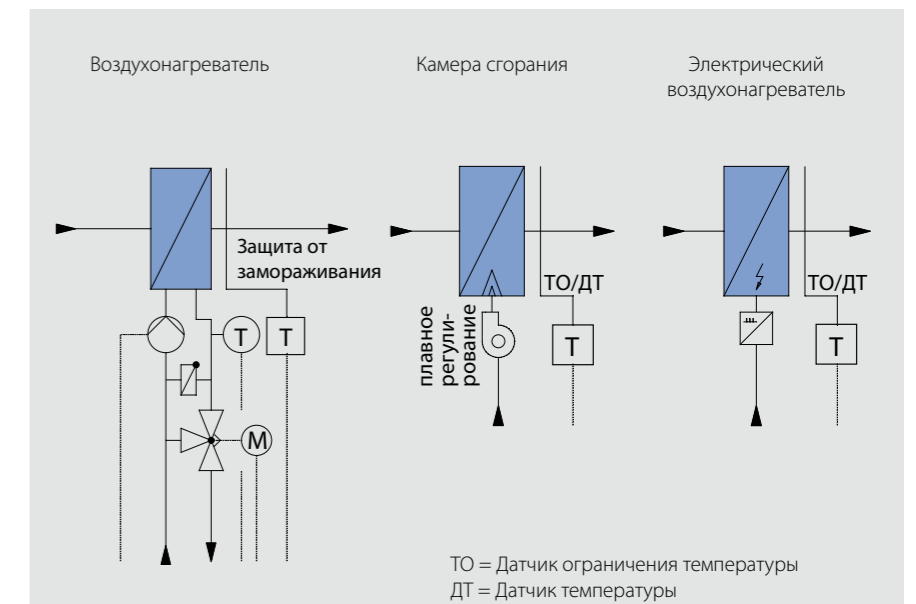 Воздухонагреватель
Камера сгорания
Электрический
воздухонагреватель
Защита от
замораживания
Т
Т
М
плавное
регули-
рование
ТО/ДТ
Т
ТО/ДТ
Т
ТО = Датчик ограничения температуры
ДТ = Датчик температуры